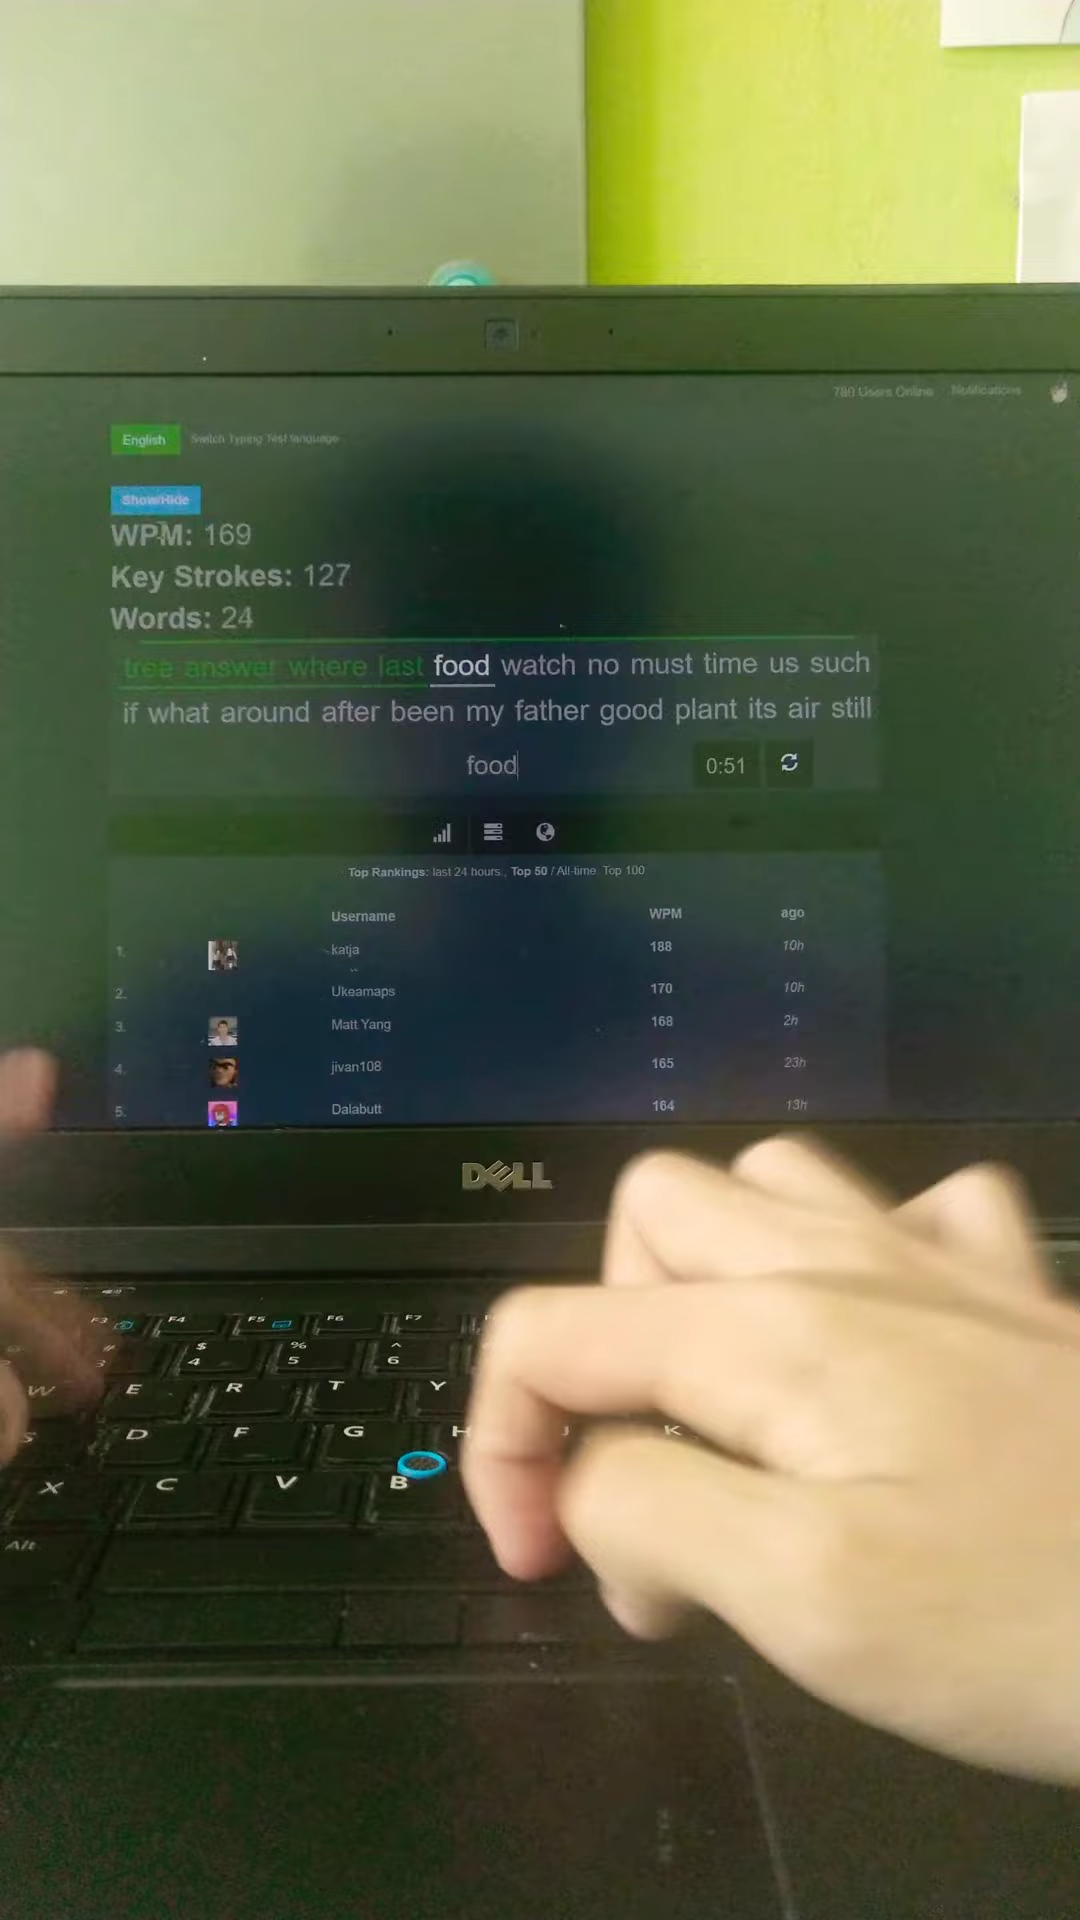 780 Users Online Notifications
English Switch Typing Test language
Show/Hide
WPM: 169
Key Strokes: 127
Words: 24
tree answer where last food watch no must time us such
if what around after been my father good plant its air still
food 0:51
Top Rankings: last 24 hours, Top 50 / All-time Top 100
Username WPM ago
1. katja 188 10h
2. Ukeamaps 170 10h
3. Matt Yang 168 2h
4. jivan108 165 23h
5. Dalabutt 164 13h
DELL
F3 F4 F5 F6 F7
# $ % ^
3 4 5 6
W E R T Y
S D F G H J K
X C V B
Alt